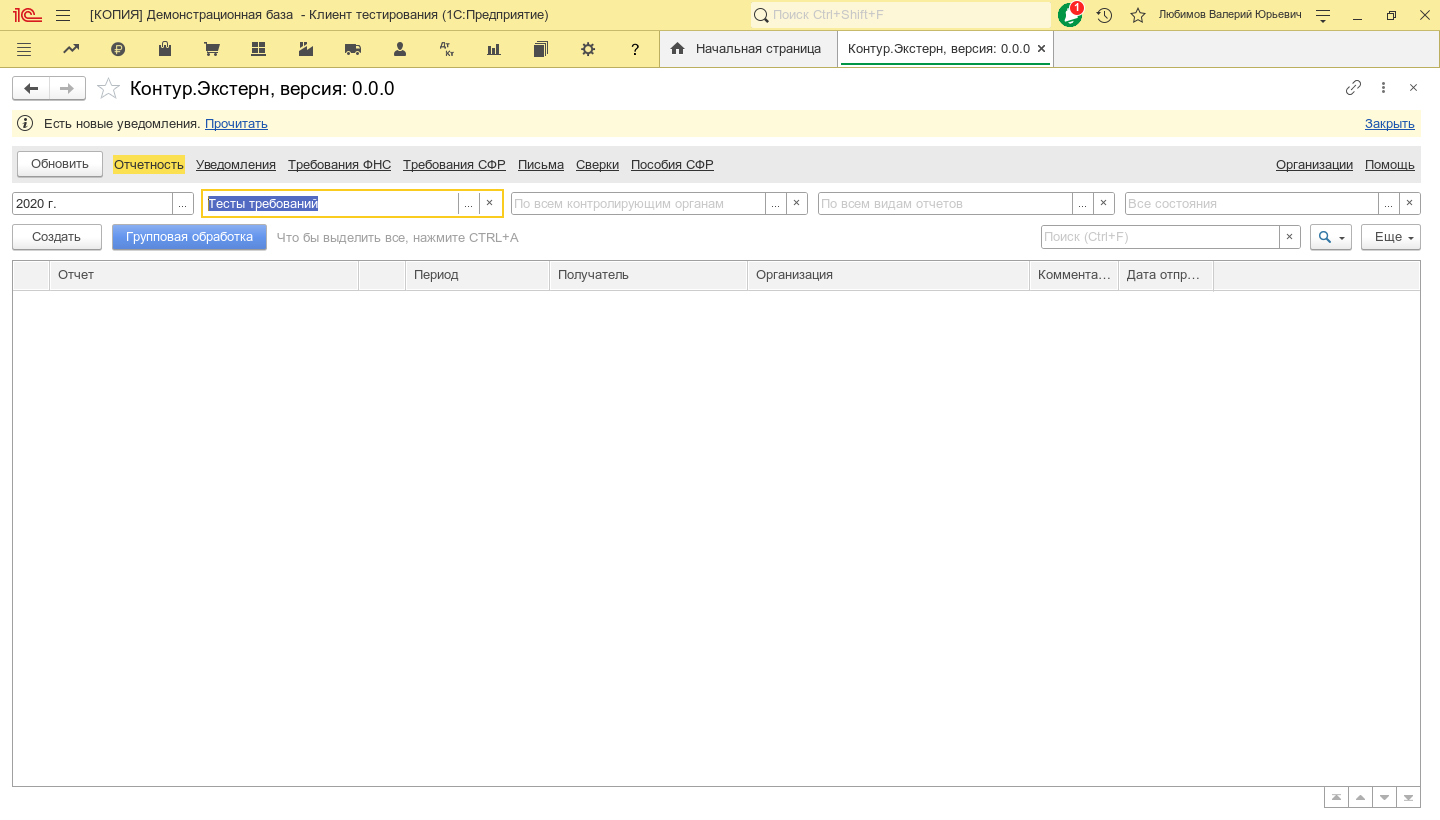 [КОПИЯ] Демонстрационная база - Клиент тестирования (1С:Предприятие) Поиск Ctrl+Shift+F 1 Любимов Валерий Юрьевич
Дт Кт ? Начальная страница Контур.Экстерн, версия: 0.0.0
Контур.Экстерн, версия: 0.0.0
Есть новые уведомления. Прочитать Закрыть
Обновить Отчетность Уведомления Требования ФНС Требования СФР Письма Сверки Пособия СФР Организации Помощь
2020 г. ... Тесты требований ... По всем контролирующим органам ... По всем видам отчетов ... Все состояния ...
Создать Групповая обработка Что бы выделить все, нажмите CTRL+A Поиск (Ctrl+F) Еще
Отчет Период Получатель Организация Коммента... Дата отпр...